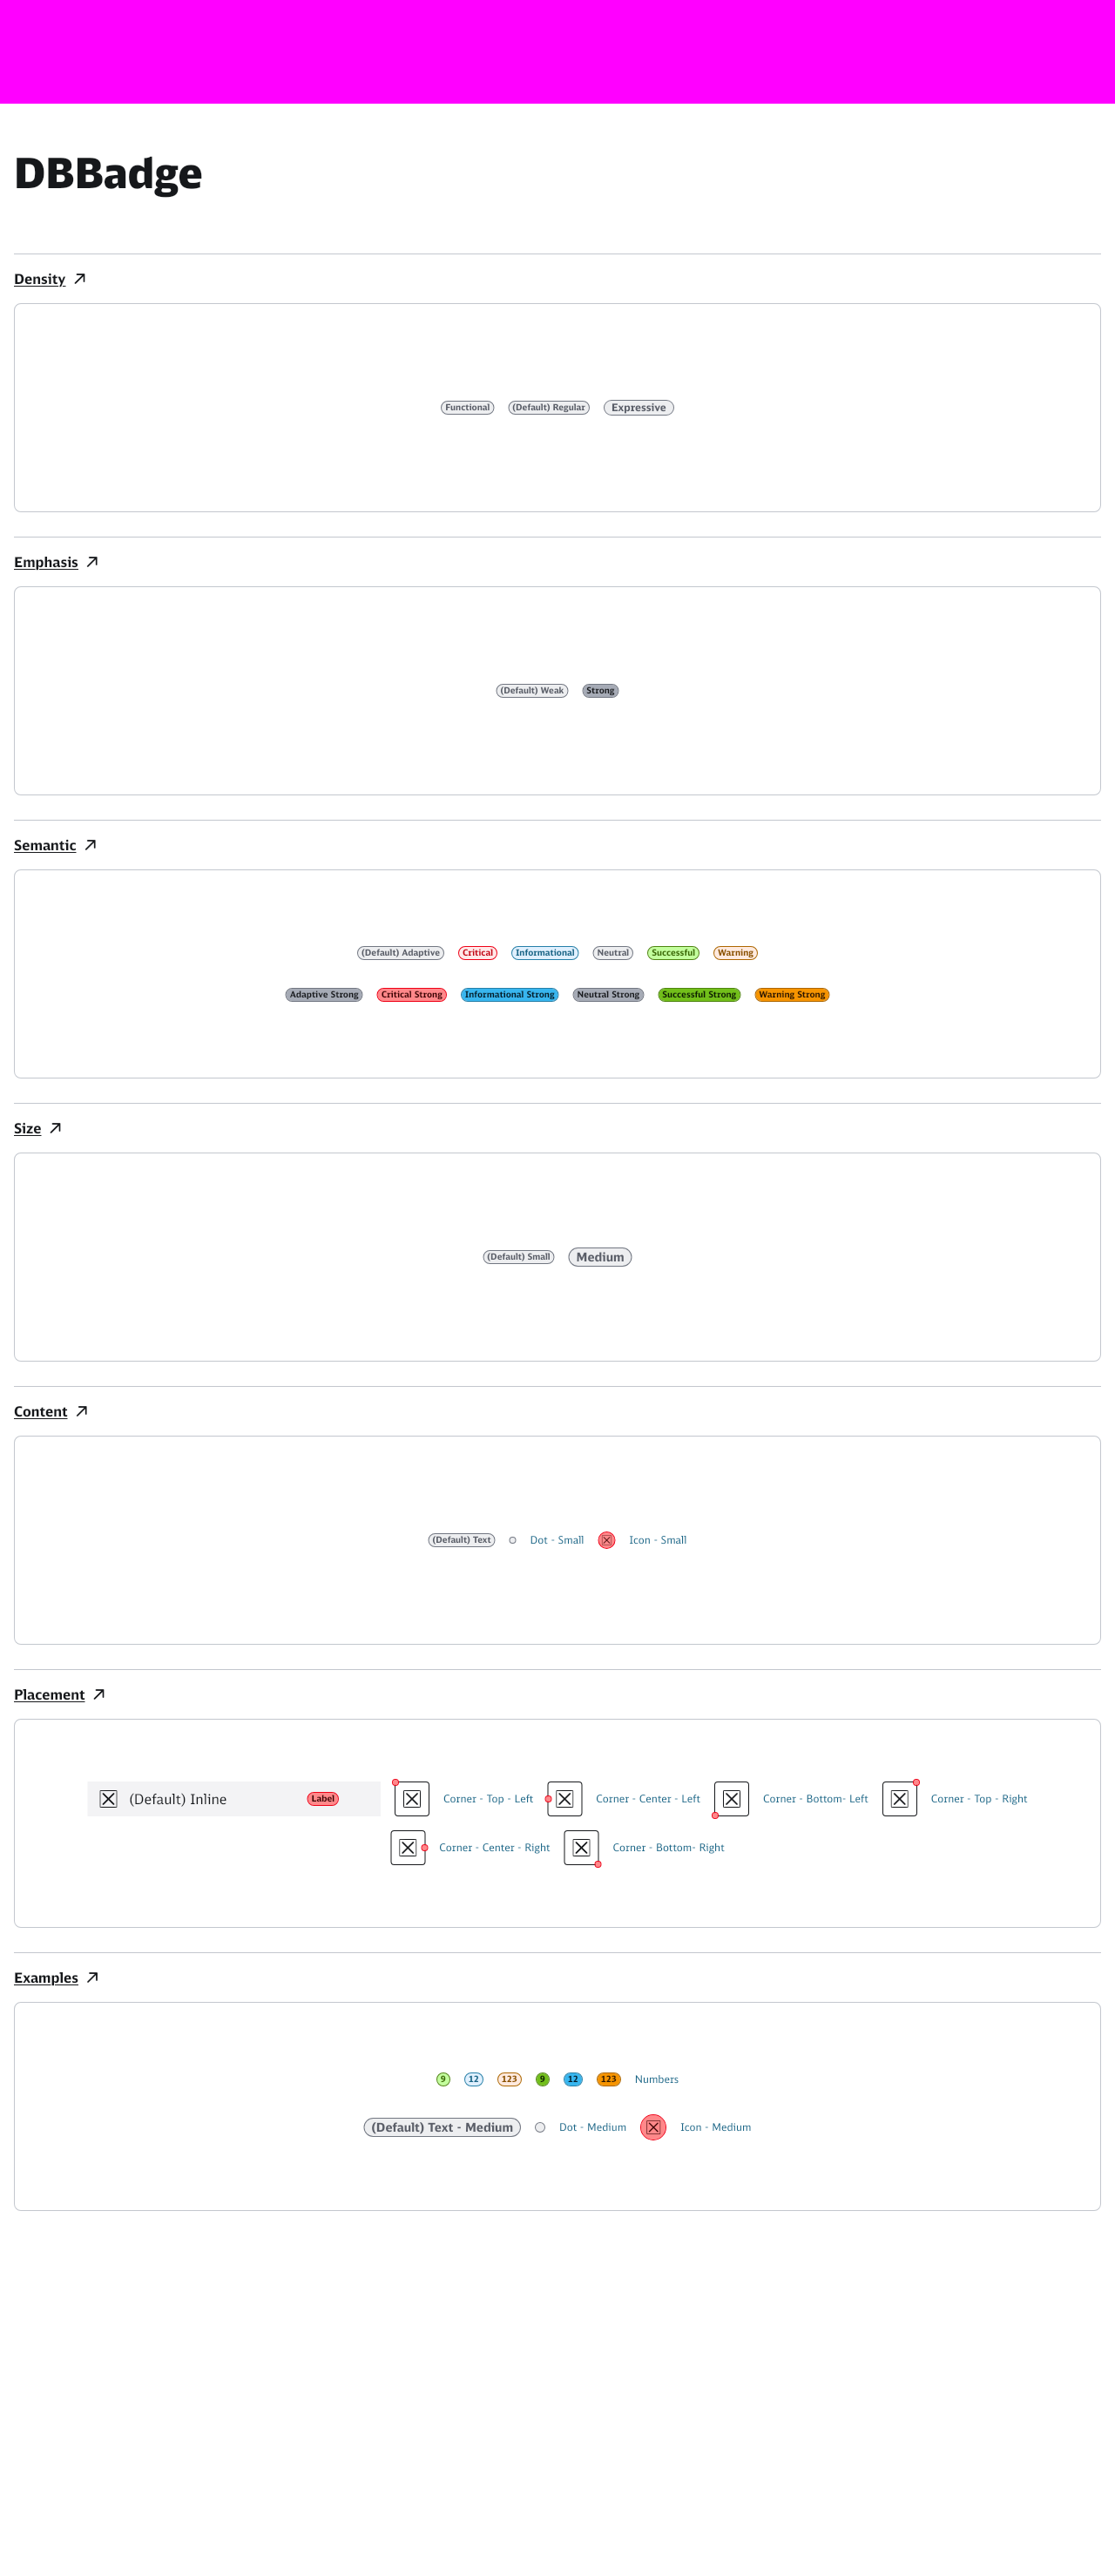 DBBadge
Density
Functional (Default) Regular Expressive
Emphasis
(Default) Weak Strong
Semantic
(Default) Adaptive Critical Informational Neutral Successful Warning
Adaptive Strong Critical Strong Informational Strong Neutral Strong Successful Strong Warning Strong
Size
(Default) Small Medium
Content
(Default) Text Dot - Small Icon - Small
Placement
(Default) Inline Label Corner - Top - Left Corner - Center - Left Corner - Bottom- Left Corner - Top - Right
Corner - Center - Right Corner - Bottom- Right
Examples
9 12 123 9 12 123 Numbers
(Default) Text - Medium Dot - Medium Icon - Medium